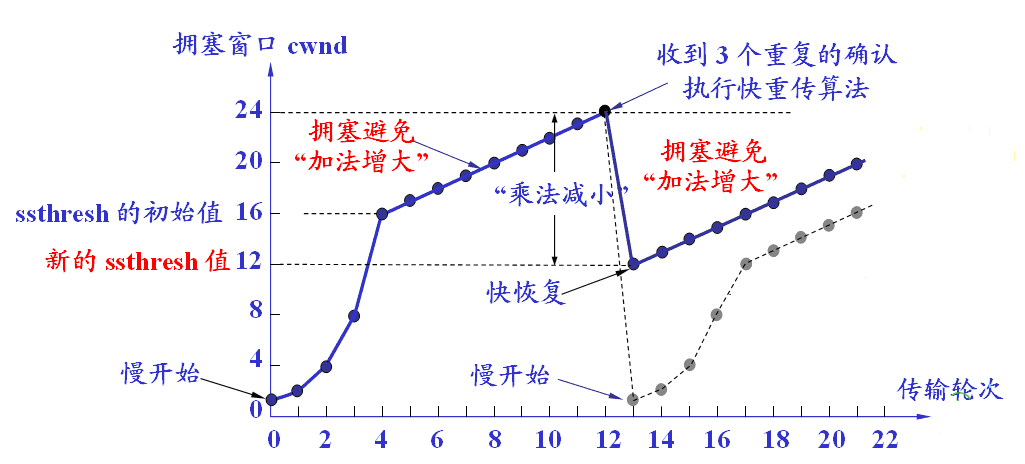 拥塞窗口 cwnd
收到 3 个重复的确认
执行快重传算法
24
拥塞避免
“加法增大”
拥塞避免
“加法增大”
20
“乘法减小”
ssthresh 的初始值 16
新的 ssthresh 值 12
快恢复
8
4
慢开始
慢开始
传输轮次
0
0 2 4 6 8 10 12 14 16 18 20 22